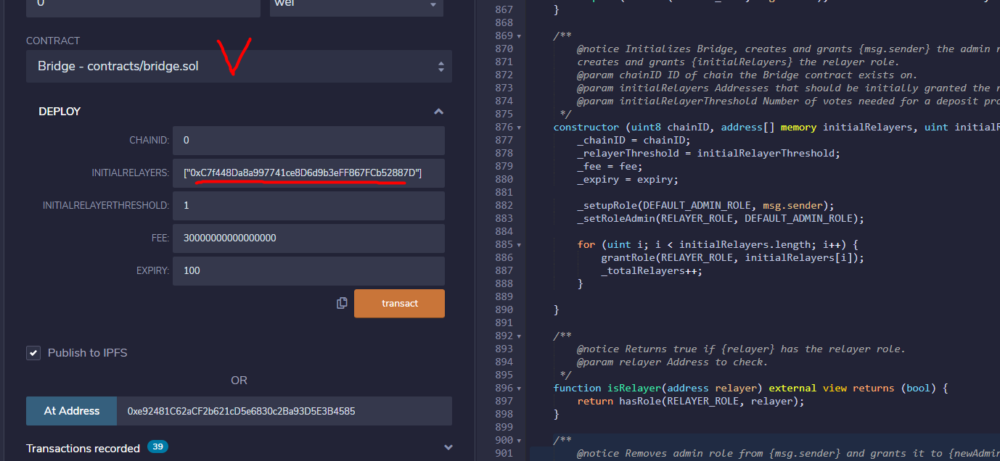 0
wei
CONTRACT
Bridge - contracts/bridge.sol
DEPLOY
CHAINID:
0
INITIALRELAYERS:
["0xC7f448Da8a997741ce8D6d9b3eFF867FCb52887D"]
INITIALRELAYERTHRESHOLD:
1
FEE:
30000000000000000
EXPIRY:
100
transact
Publish to IPFS
OR
At Address
0xe92481C62aCF2b621cD5e6830c2Ba93D5E3B4585
Transactions recorded 39
867 }
868
869 /**
870 @notice Initializes Bridge, creates and grants {msg.sender} the admin
871 creates and grants {initialRelayers} the relayer role.
872 @param chainID ID of chain the Bridge contract exists on.
873 @param initialRelayers Addresses that should be initially granted the
874 @param initialRelayerThreshold Number of votes needed for a deposit
875 */
876 constructor (uint8 chainID, address[] memory initialRelayers, uint
877 _chainID = chainID;
878 _relayerThreshold = initialRelayerThreshold;
879 _fee = fee;
880 _expiry = expiry;
881
882 _setupRole(DEFAULT_ADMIN_ROLE, msg.sender);
883 _setRoleAdmin(RELAYER_ROLE, DEFAULT_ADMIN_ROLE);
884
885 for (uint i; i < initialRelayers.length; i++) {
886 grantRole(RELAYER_ROLE, initialRelayers[i]);
887 _totalRelayers++;
888 }
889
890 }
891
892 /**
893 @notice Returns true if {relayer} has the relayer role.
894 @param relayer Address to check.
895 */
896 function isRelayer(address relayer) external view returns (bool) {
897 return hasRole(RELAYER_ROLE, relayer);
898 }
899
900 /**
901 @notice Removes admin role from {msg.sender} and grants it to